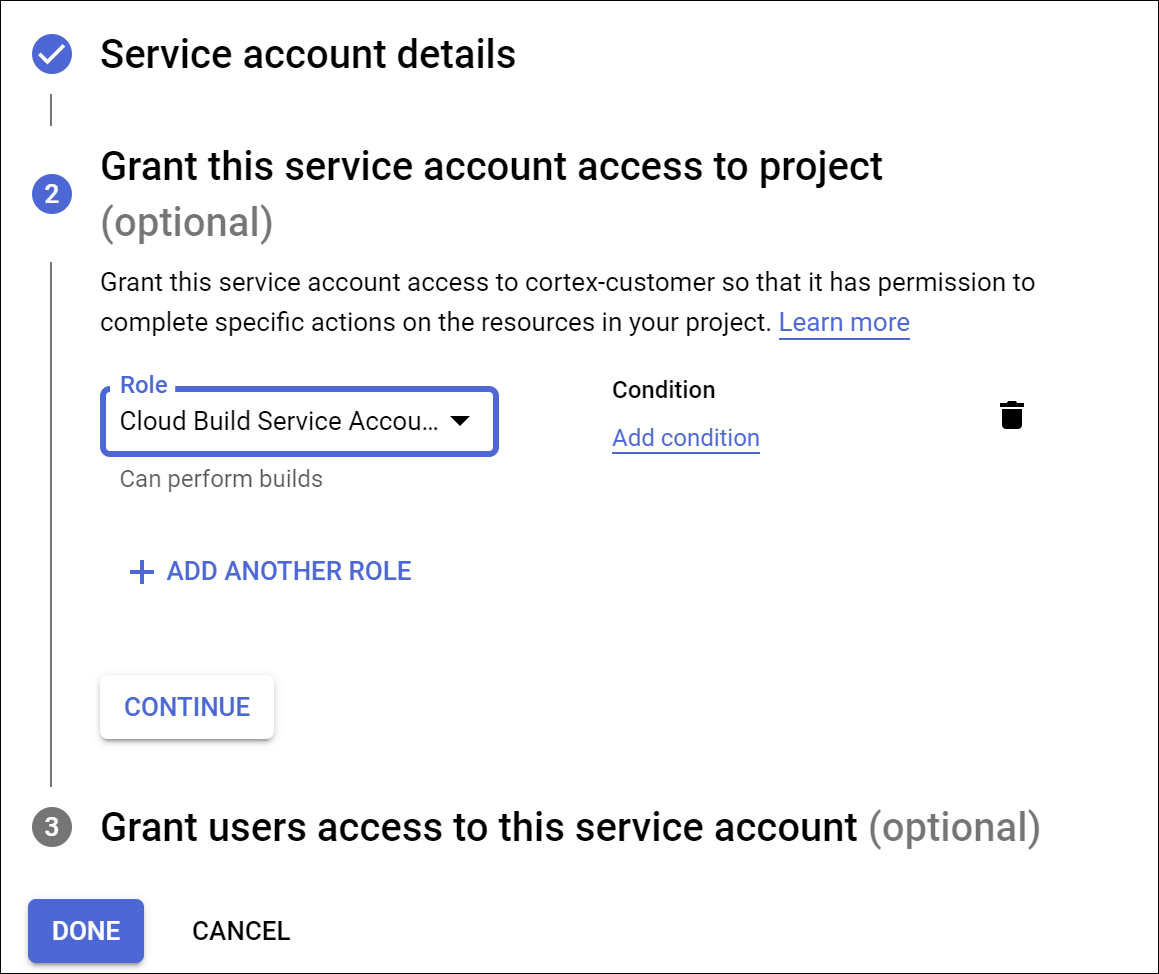 Service account details
2
Grant this service account access to project
(optional)
Grant this service account access to cortex-customer so that it has permission to
complete specific actions on the resources in your project. Learn more
Role
Cloud Build Service Accou...
Can perform builds
Condition
Add condition
ADD ANOTHER ROLE
CONTINUE
3 Grant users access to this service account (optional)
DONE CANCEL